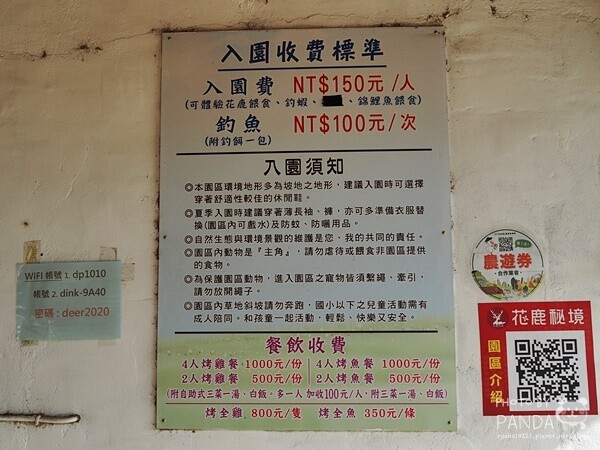 入園收費標準
入園費 NT$150元/人
(可體驗花鹿餵食、釣蝦、 、錦鯉魚餵食)
釣魚 NT$100元/次
(附釣餌一包)
入園須知
◎本園區環境地形多為坡地之地形，建議入園時可選擇
穿著舒適性較佳的休閒鞋。
◎夏季入園時建議穿著薄長袖、褲，亦可多準備衣服替
換(園區內可戲水)及防蚊、防曬用品。
◎自然生態與環境景觀的維護是您、我的共同的責任。
◎園區內動物是『主角』，請勿虐待或餵食非園區提供
的食物。
◎為保護園區動物，進入園區之寵物皆須繫繩、牽引，
請勿放開繩子。
◎園區內草地斜坡請勿奔跑，國小以下之兒童活動需有
成人陪同。和孩童一起活動，輕鬆、快樂又安全。
餐飲收費
4人烤雞餐 1000元/份 4人烤魚餐 1000元/份
2人烤雞餐 500元/份 2人烤魚餐 500元/份
(附自助式三菜一湯、白飯，多一人 加收100元/人，附三菜一湯、白飯)
烤全雞 800元/隻 烤全魚 350元/條
WIFI 帳號 1. dp1010
帳號 2. dink-9A40
密碼：deer2020
農遊券
合作業者
花鹿秘境
園區介紹
PHOTO BY
PANDA